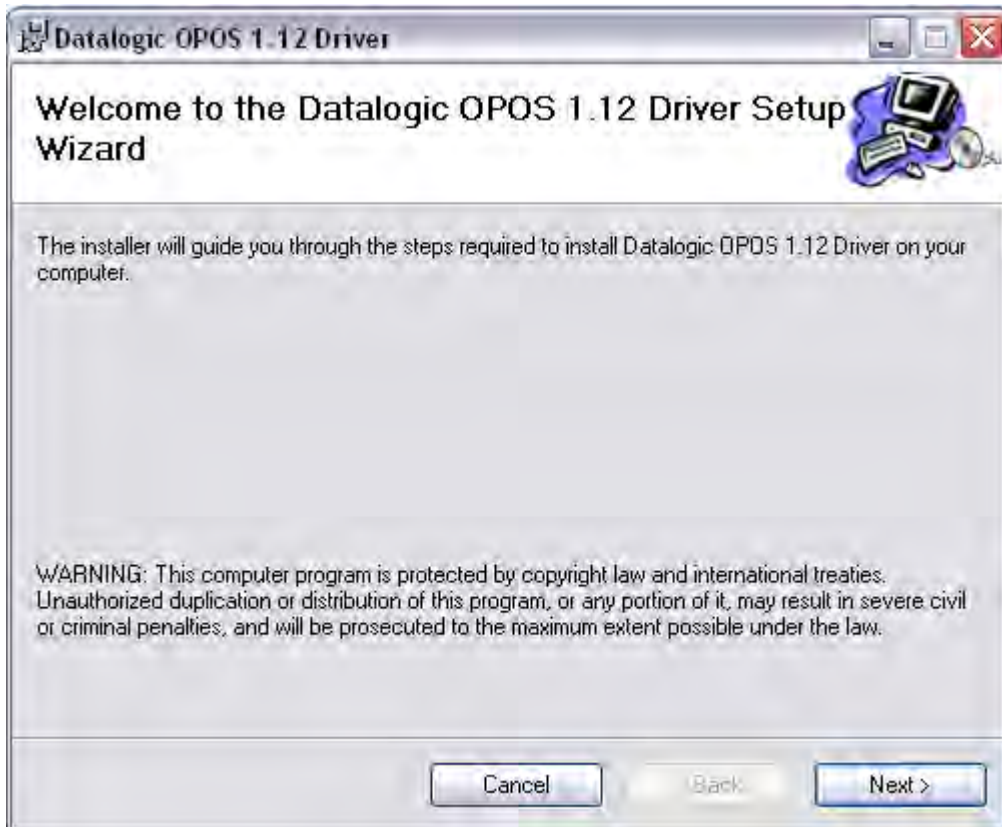 Datalogic OPOS 1.12 Driver
Welcome to the Datalogic OPOS 1.12 Driver Setup
Wizard
The installer will guide you through the steps required to install Datalogic OPOS 1.12 Driver on your
computer.
WARNING: This computer program is protected by copyright law and international treaties.
Unauthorized duplication or distribution of this program, or any portion of it, may result in severe civil
or criminal penalties, and will be prosecuted to the maximum extent possible under the law.
Cancel
Back
Next >